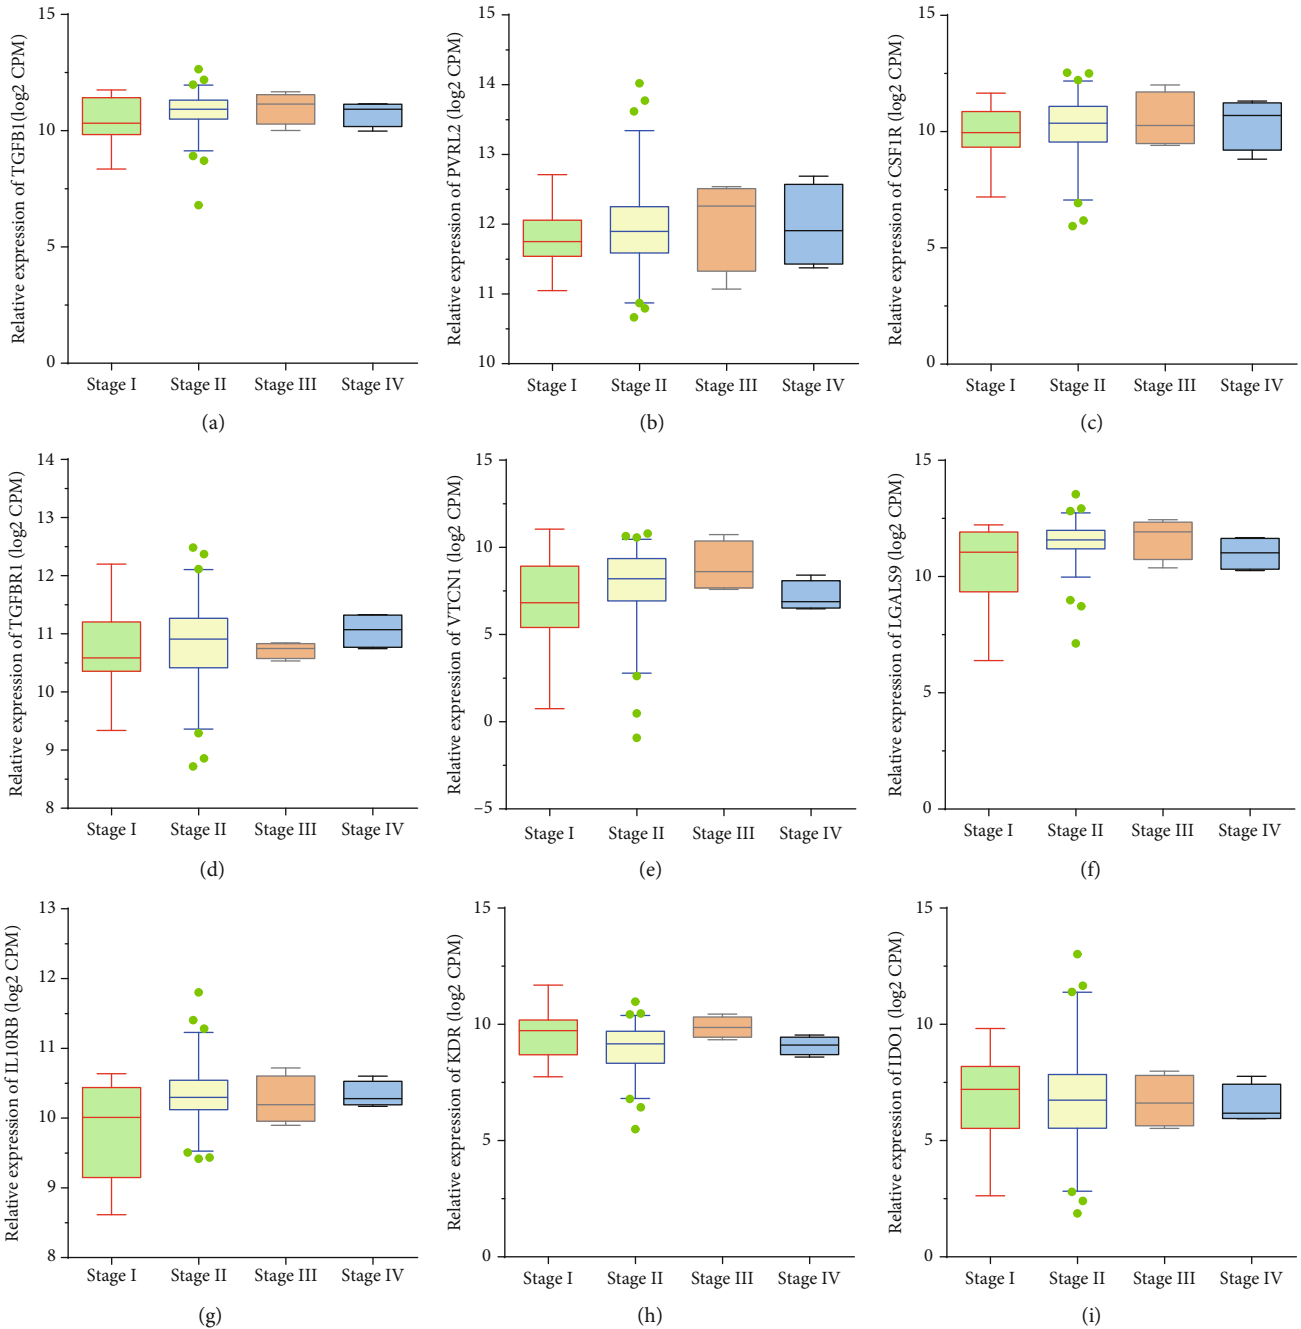 Relative expression of TGFB1(log2 CPM)
15
10
5
0
Stage I Stage II Stage III Stage IV
(a)
Relative expression of PVRL2 (log2 CPM)
15
14
13
12
11
10
Stage I Stage II Stage III Stage IV
(b)
Relative expression of CSF1R (log2 CPM)
15
10
5
0
Stage I Stage II Stage III Stage IV
(c)
Relative expression of TGFBR1 (log2 CPM)
14
13
12
11
10
9
8
Stage I Stage II Stage III Stage IV
(d)
Relative expression of VTCN1 (log2 CPM)
15
10
5
0
−5
Stage I Stage II Stage III Stage IV
(e)
Relative expression of LGALS9 (log2 CPM)
15
10
5
0
Stage I Stage II Stage III Stage IV
(f)
Relative expression of IL10RB (log2 CPM)
13
12
11
10
9
8
Stage I Stage II Stage III Stage IV
(g)
Relative expression of KDR (log2 CPM)
15
10
5
0
Stage I Stage II Stage III Stage IV
(h)
Relative expression of IDO1 (log2 CPM)
15
10
5
0
Stage I Stage II Stage III Stage IV
(i)